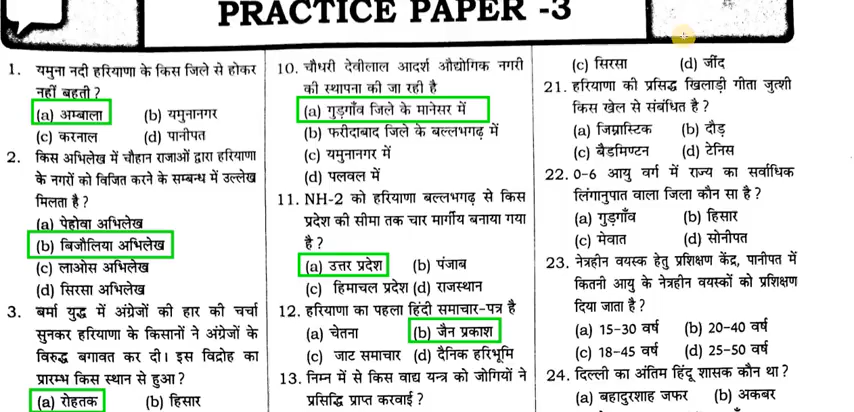 PRACTICE PAPER -3
1. यमुना नदी हरियाणा के किस जिले से होकर
नहीं बहती ?
(a) अम्बाला (b) यमुनानगर
(c) करनाल (d) पानीपत
2. किस अभिलेख में चौहान राजाओं द्वारा हरियाणा
के नगरों को विजित करने के सम्बन्ध में उल्लेख
मिलता है ?
(a) पेहोवा अभिलेख
(b) बिजौलिया अभिलेख
(c) लाओस अभिलेख
(d) सिरसा अभिलेख
3. बर्मा युद्ध में अंग्रेजों की हार की चर्चा
सुनकर हरियाणा के किसानों ने अंग्रेजों के
विरुद्ध बगावत कर दी। इस विद्रोह का
प्रारम्भ किस स्थान से हुआ ?
(a) रोहतक (b) हिसार
10. चौधरी देवीलाल आदर्श औद्योगिक नगरी
की स्थापना की जा रही है
(a) गुड़गाँव जिले के मानेसर में
(b) फरीदाबाद जिले के बल्लभगढ़ में
(c) यमुनानगर में
(d) पलवल में
11. NH-2 को हरियाणा बल्लभगढ़ से किस
प्रदेश की सीमा तक चार मार्गीय बनाया गया
है ?
(a) उत्तर प्रदेश (b) पंजाब
(c) हिमाचल प्रदेश (d) राजस्थान
12. हरियाणा का पहला हिंदी समाचार-पत्र है
(a) चेतना (b) जैन प्रकाश
(c) जाट समाचार (d) दैनिक हरिभूमि
13. निम्न में से किस वाद्य यन्त्र को जोगियों ने
प्रसिद्धि प्राप्त करवाई ?
(c) सिरसा (d) जींद
21. हरियाणा की प्रसिद्ध खिलाड़ी गीता जुत्शी
किस खेल से संबंधित है ?
(a) जिम्नास्टिक (b) दौड़
(c) बैडमिण्टन (d) टेनिस
22. 0-6 आयु वर्ग में राज्य का सर्वाधिक
लिंगानुपात वाला जिला कौन सा है ?
(a) गुड़गाँव (b) हिसार
(c) मेवात (d) सोनीपत
23. नेत्रहीन वयस्क हेतु प्रशिक्षण केंद्र, पानीपत में
कितनी आयु के नेत्रहीन वयस्कों को प्रशिक्षण
दिया जाता है ?
(a) 15-30 वर्ष (b) 20-40 वर्ष
(c) 18-45 वर्ष (d) 25-50 वर्ष
24. दिल्ली का अंतिम हिंदू शासक कौन था ?
(a) बहादुरशाह जफर (b) अकबर